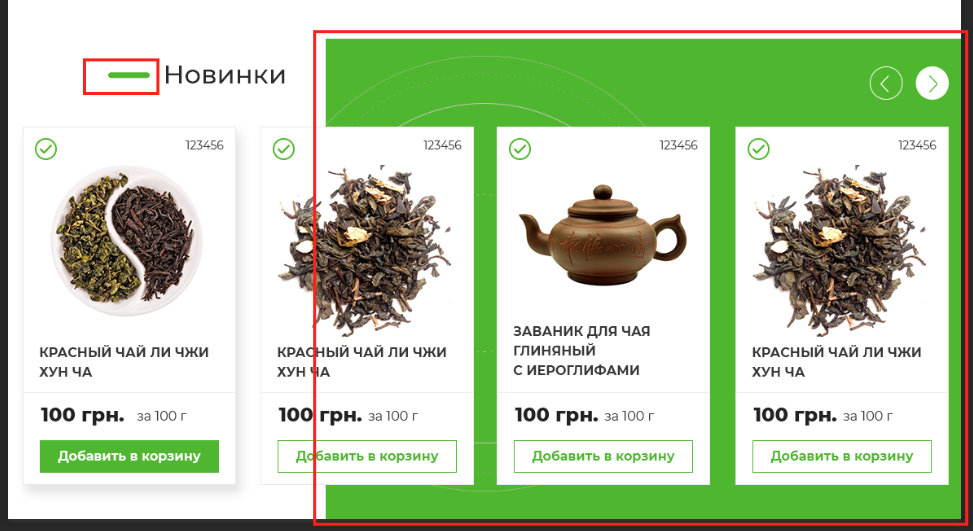 Новинки
123456
КРАСНЫЙ ЧАЙ ЛИ ЧЖИ
ХУН ЧА
100 грн. за 100 г
Добавить в корзину
123456
КРАСНЫЙ ЧАЙ ЛИ ЧЖИ
ХУН ЧА
100 грн. за 100 г
Добавить в корзину
123456
ЗАВАНИК ДЛЯ ЧАЯ
ГЛИНЯНЫЙ
С ИЕРОГЛИФАМИ
100 грн. за 100 г
Добавить в корзину
123456
КРАСНЫЙ ЧАЙ ЛИ ЧЖИ
ХУН ЧА
100 грн. за 100 г
Добавить в корзину